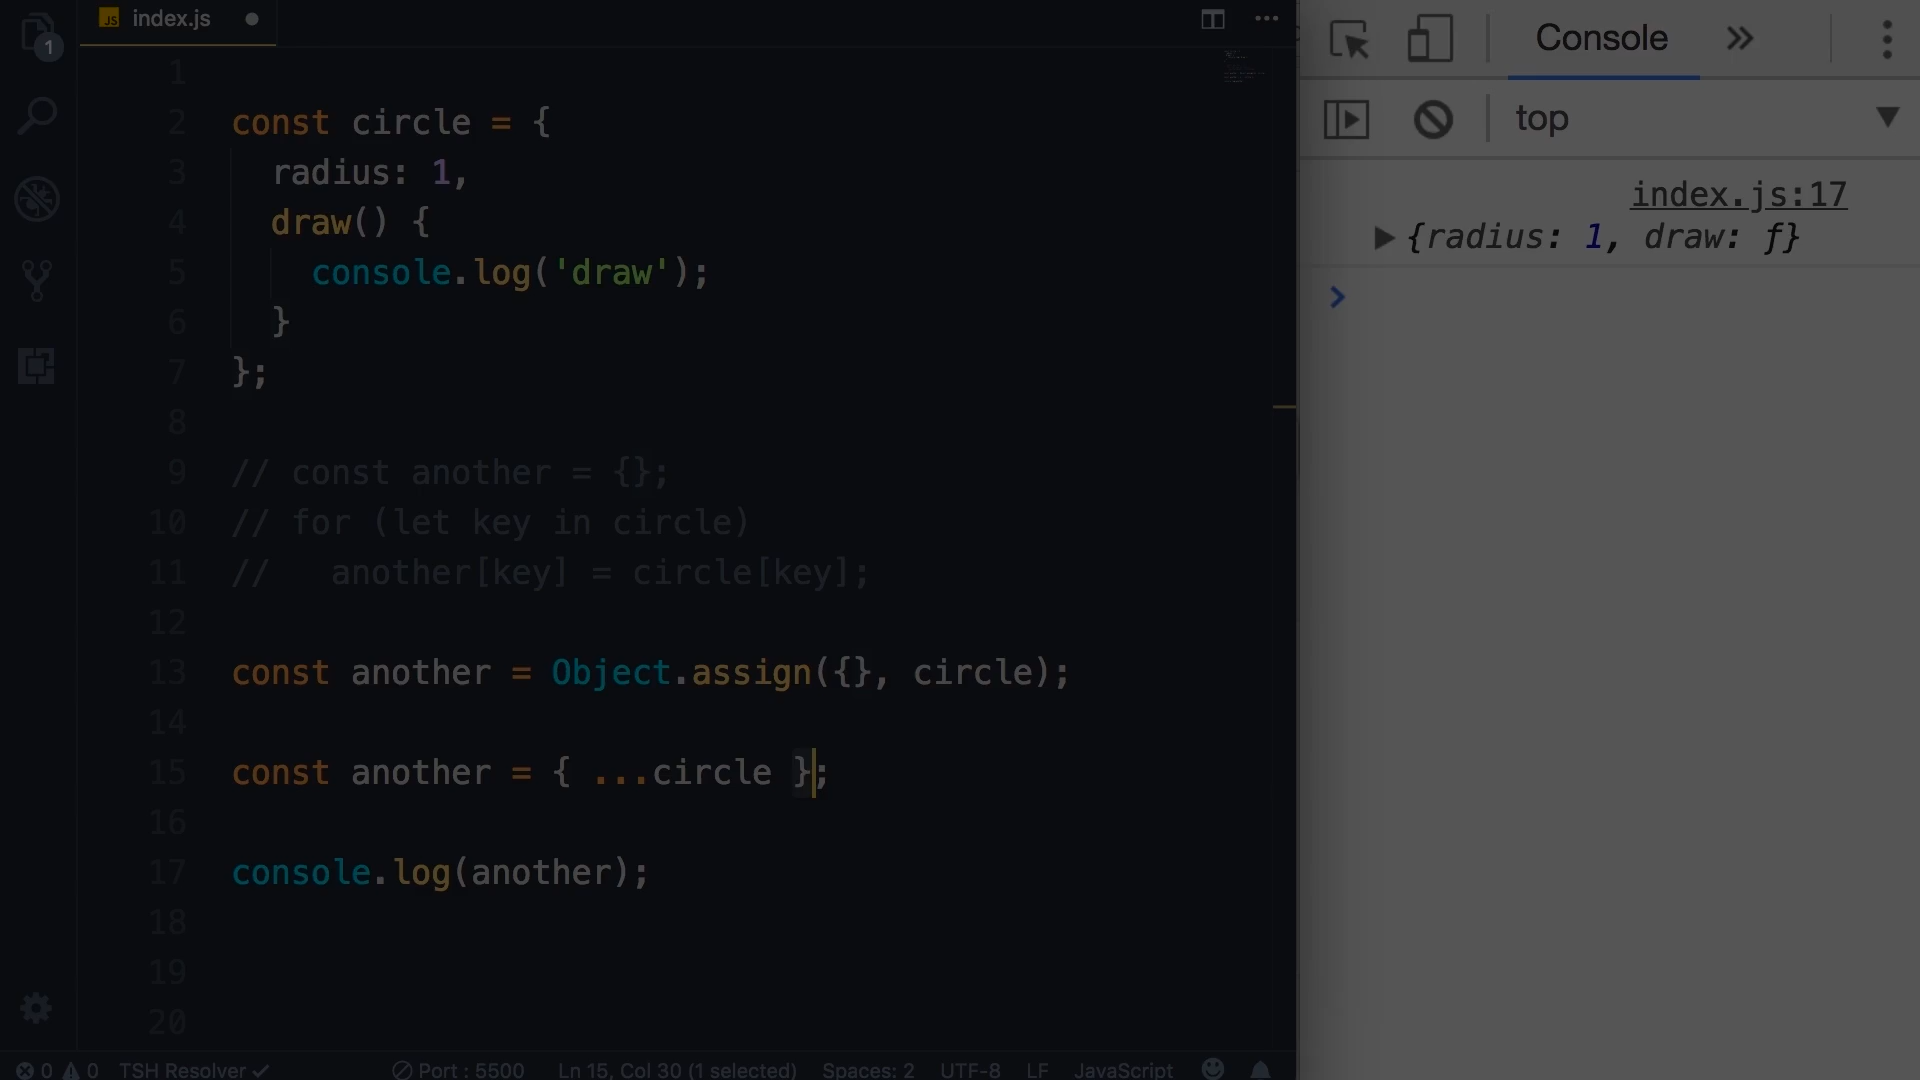 JS index.js
1
1
2 const circle = {
3 radius: 1,
4 draw() {
5 console.log('draw');
6 }
7 };
8
9 // const another = {};
10 // for (let key in circle)
11 //   another[key] = circle[key];
12
13 const another = Object.assign({}, circle);
14
15 const another = { ...circle };
16
17 console.log(another);
18
19
20
0 0 TSH Resolver ✓ Port : 5500 Ln 15, Col 30 (1 selected) Spaces: 2 UTF-8 LF JavaScript
Console
top
index.js:17
{radius: 1, draw: ƒ}